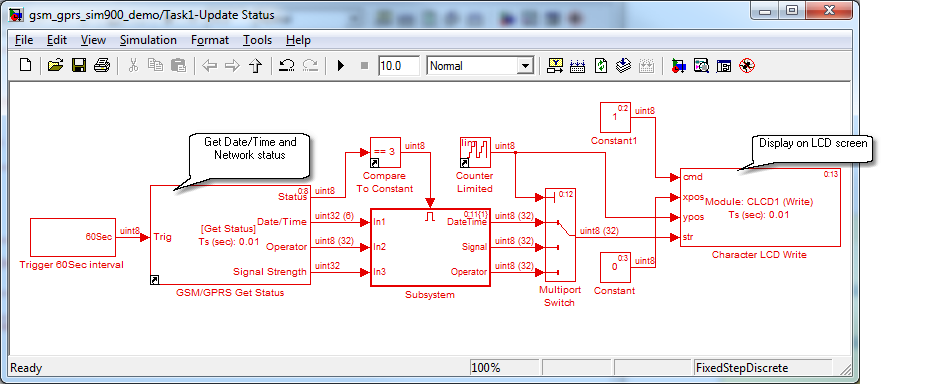 gsm_gprs_sim900_demo/Task1-Update Status
File Edit View Simulation Format Tools Help
10.0 Normal
Get Date/Time and
Network status
== 3
uint8
Compare
To Constant
lim
uint8
Counter
Limited
0:2
1
uint8
Constant1
Display on LCD screen
60Sec
uint8
Trigger 60Sec interval
0:8
Trig
[Get Status]
Ts (sec): 0.01
Status
Date/Time
Operator
Signal Strength
GSM/GPRS Get Status
uint8
uint32 (6)
uint8 (32)
uint32
0:11{1}
In1
In2
In3
DateTime
Signal
Operator
Subsystem
uint8 (32)
uint8 (32)
uint8 (32)
0:12
Multiport
Switch
uint8 (32)
0:3
0
uint8
Constant
0:13
cmd
xpos
ypos
str
Module: CLCD1 (Write)
Ts (sec): 0.01
Character LCD Write
Ready 100% FixedStepDiscrete